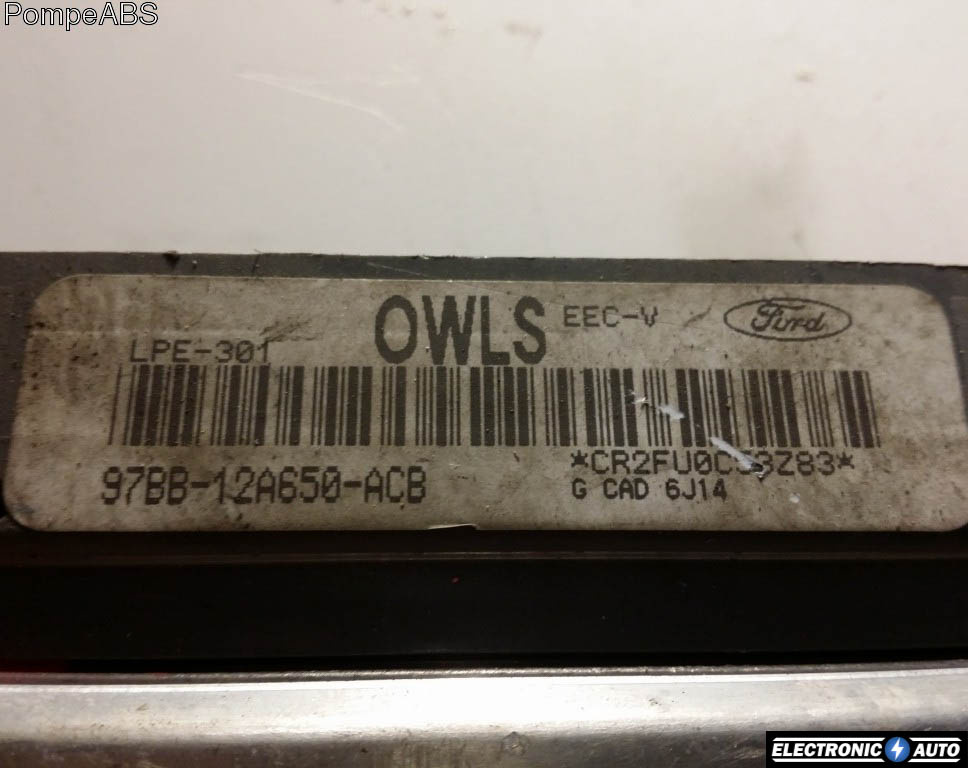 PompeABS
OWLS EEC-V Ford
LPE-301
97BB-12A650-ACB
G CAD 6J14
ELECTRONIC AUTO